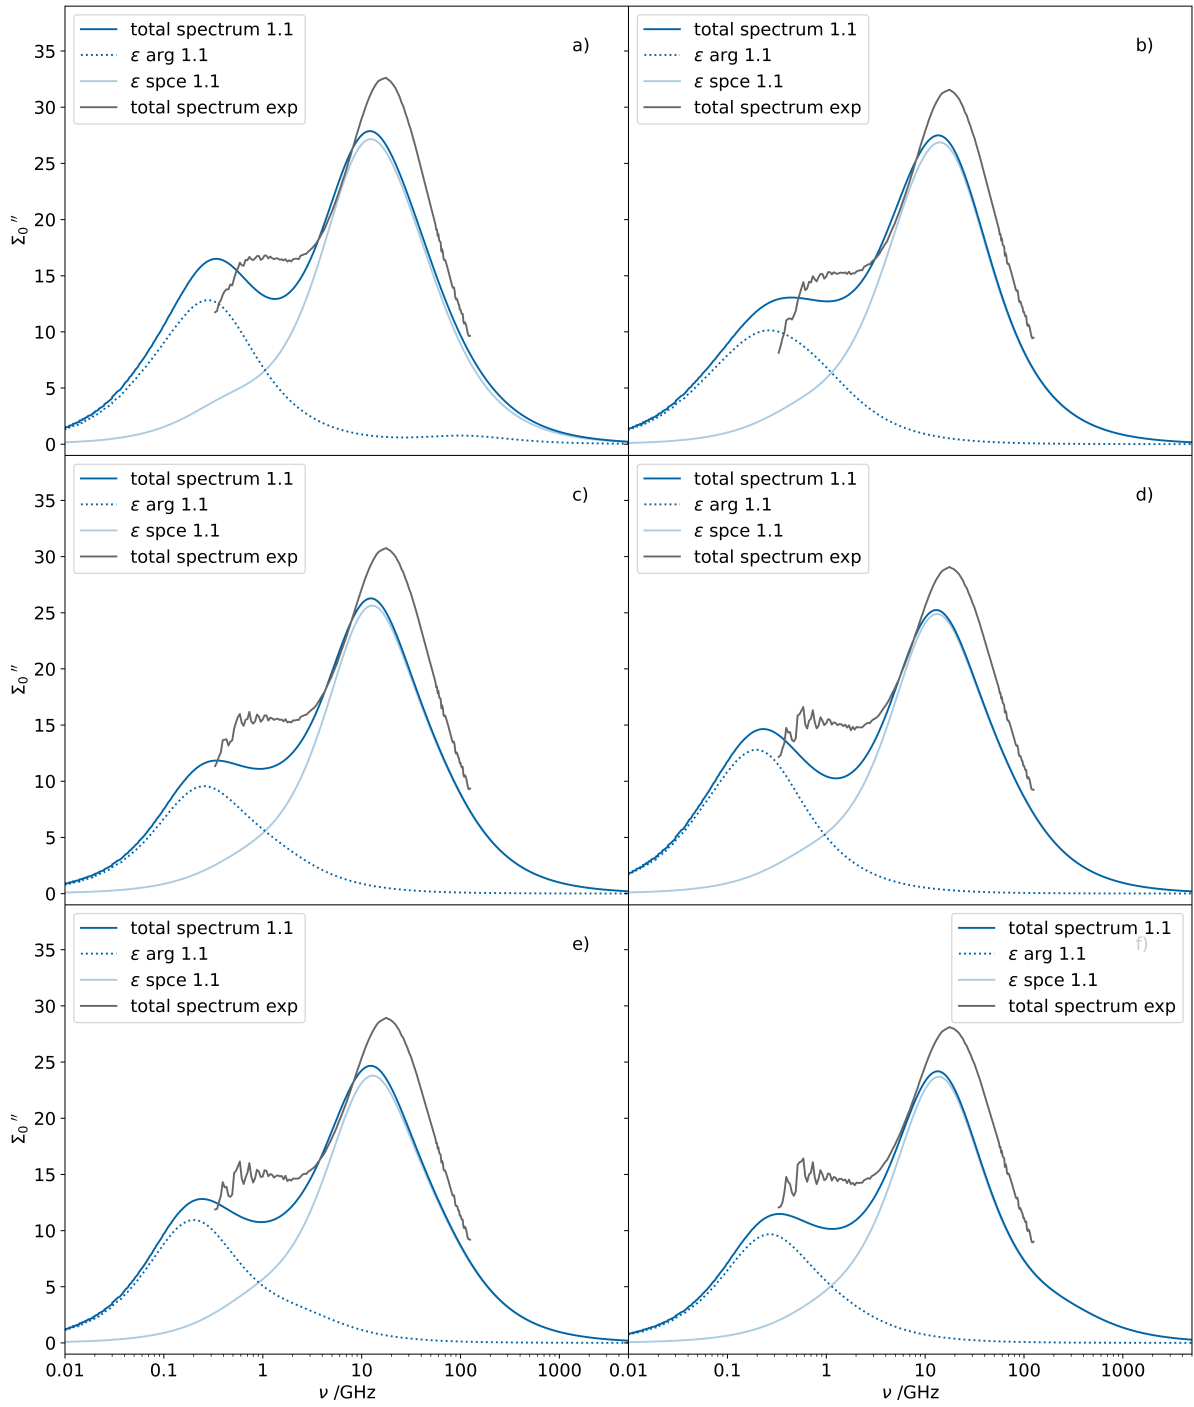 total spectrum 1.1
ε arg 1.1
ε spce 1.1
total spectrum exp
a)
total spectrum 1.1
ε arg 1.1
ε spce 1.1
total spectrum exp
b)
35
30
25
20
15
10
5
0
Σ₀″
total spectrum 1.1
ε arg 1.1
ε spce 1.1
total spectrum exp
c)
total spectrum 1.1
ε arg 1.1
ε spce 1.1
total spectrum exp
d)
35
30
25
20
15
10
5
0
Σ₀″
total spectrum 1.1
ε arg 1.1
ε spce 1.1
total spectrum exp
e)
total spectrum 1.1
ε arg 1.1
ε spce 1.1
total spectrum exp
f)
35
30
25
20
15
10
5
0
Σ₀″
0.01 0.1 1 10 100 1000
0.01 0.1 1 10 100 1000
ν /GHz
ν /GHz